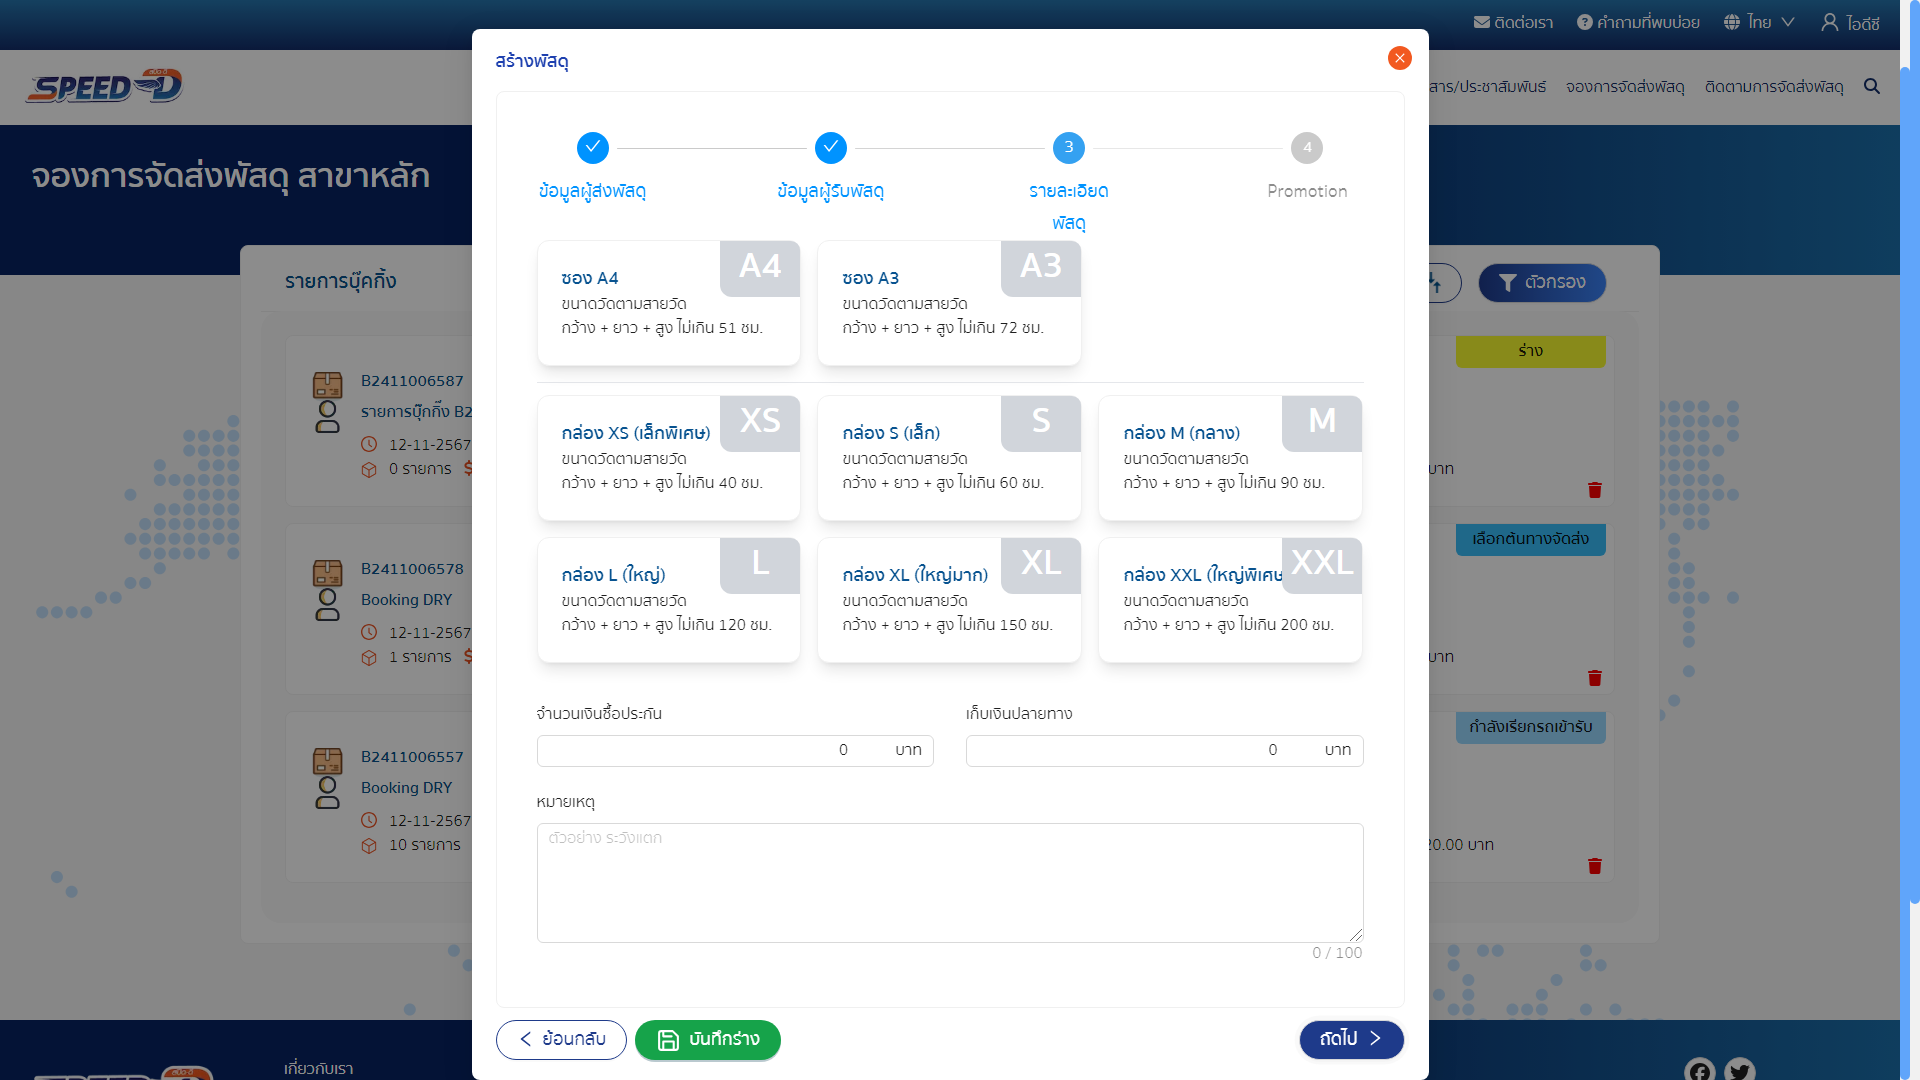 ติดต่อเรา
คำถามที่พบบ่อย
ไทย
ไอดีซี
สปีด-ดี
SPEED-D
สาร/ประชาสัมพันธ์
จองการจัดส่งพัสดุ
ติดตามการจัดส่งพัสดุ
จองการจัดส่งพัสดุ สาขาหลัก
รายการบุ๊คกิ้ง
ตัวกรอง
B2411006587
รายการบุ๊กกิ้ง B2
12-11-2567
0 รายการ $
ร่าง
บาท
B2411006578
Booking DRY
12-11-2567
1 รายการ $
เลือกต้นทางจัดส่ง
บาท
B2411006557
Booking DRY
12-11-2567
10 รายการ
กำลังเรียกรถเข้ารับ
20.00 บาท
สร้างพัสดุ
3
4
ข้อมูลผู้ส่งพัสดุ
ข้อมูลผู้รับพัสดุ
รายละเอียด
พัสดุ
Promotion
A4
ซอง A4
ขนาดวัดตามสายวัด
กว้าง + ยาว + สูง ไม่เกิน 51 ซม.
A3
ซอง A3
ขนาดวัดตามสายวัด
กว้าง + ยาว + สูง ไม่เกิน 72 ซม.
XS
กล่อง XS (เล็กพิเศษ)
ขนาดวัดตามสายวัด
กว้าง + ยาว + สูง ไม่เกิน 40 ซม.
S
กล่อง S (เล็ก)
ขนาดวัดตามสายวัด
กว้าง + ยาว + สูง ไม่เกิน 60 ซม.
M
กล่อง M (กลาง)
ขนาดวัดตามสายวัด
กว้าง + ยาว + สูง ไม่เกิน 90 ซม.
L
กล่อง L (ใหญ่)
ขนาดวัดตามสายวัด
กว้าง + ยาว + สูง ไม่เกิน 120 ซม.
XL
กล่อง XL (ใหญ่มาก)
ขนาดวัดตามสายวัด
กว้าง + ยาว + สูง ไม่เกิน 150 ซม.
XXL
กล่อง XXL (ใหญ่พิเศษ
ขนาดวัดตามสายวัด
กว้าง + ยาว + สูง ไม่เกิน 200 ซม.
จำนวนเงินซื้อประกัน
0 บาท
เก็บเงินปลายทาง
0 บาท
หมายเหตุ
ตัวอย่าง ระวังแตก
0 / 100
ย้อนกลับ
บันทึกร่าง
ถัดไป
เกี่ยวกับเรา